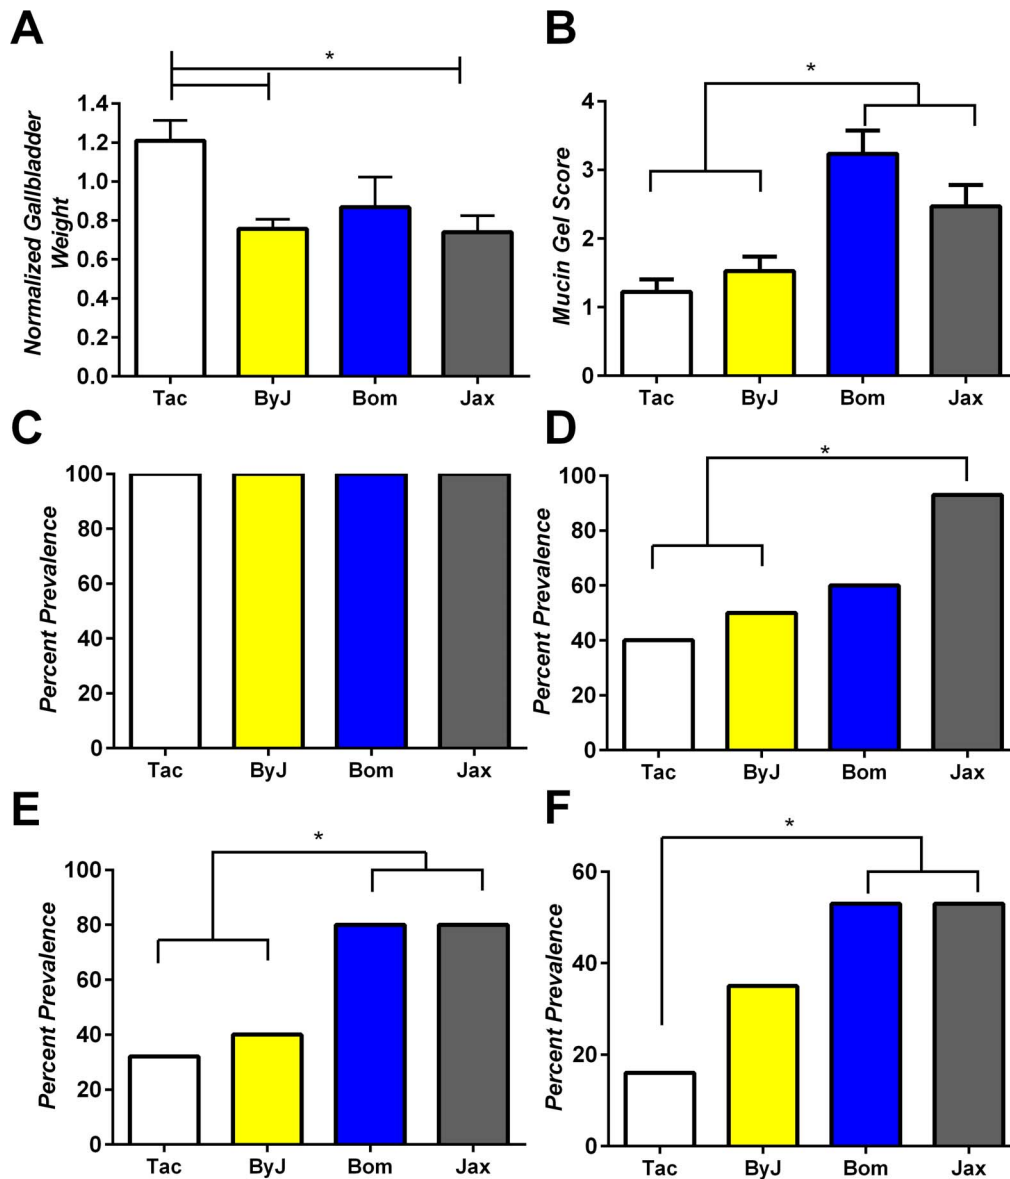 A
*
Normalized Gallbladder
Weight
1.4
1.2
1.0
0.8
0.6
0.4
0.2
0.0
Tac ByJ Bom Jax
B
*
Mucin Gel Score
4
3
2
1
0
Tac ByJ Bom Jax
C
Percent Prevalence
100
80
60
40
20
0
Tac ByJ Bom Jax
D
*
Percent Prevalence
100
80
60
40
20
0
Tac ByJ Bom Jax
E
*
Percent Prevalence
100
80
60
40
20
0
Tac ByJ Bom Jax
F
*
Percent Prevalence
60
40
20
0
Tac ByJ Bom Jax